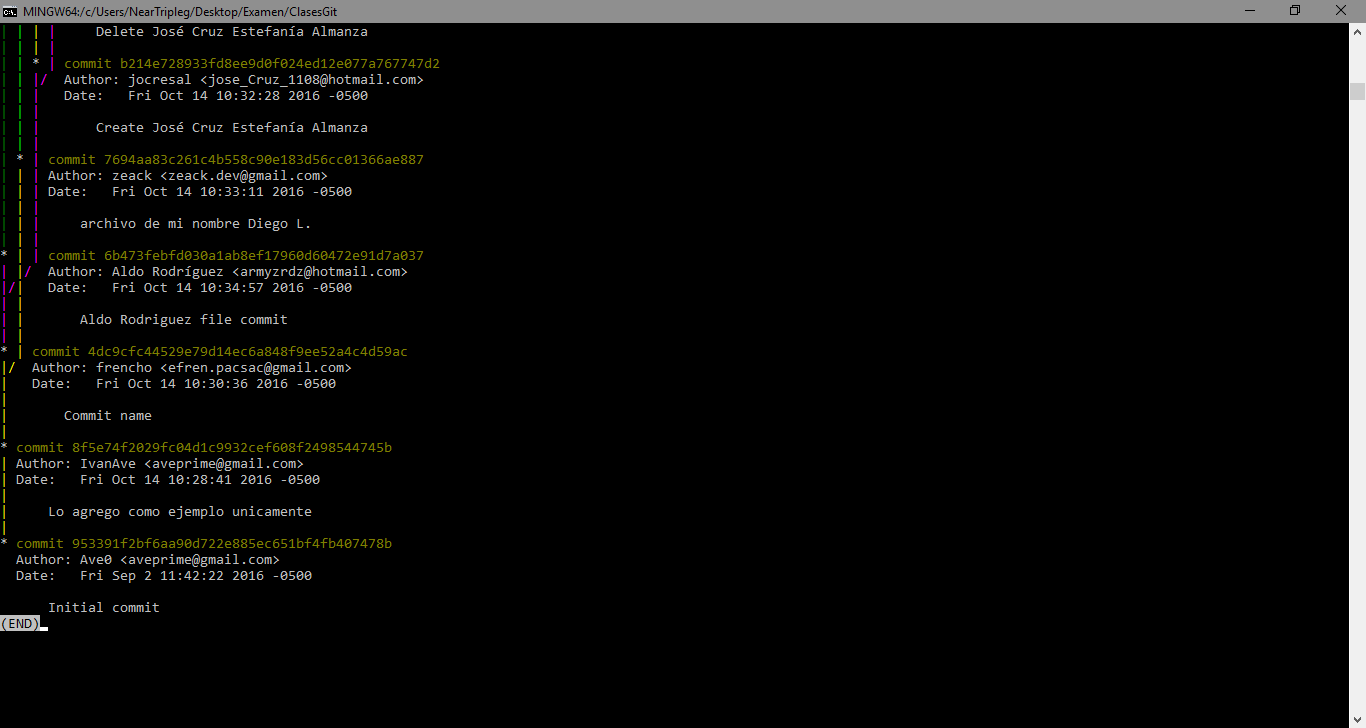 MINGW64:/c/Users/NearTripleg/Desktop/Examen/ClasesGit
| | | |     Delete José Cruz Estefanía Almanza
| | | |
| | * | commit b214e728933fd8ee9d0f024ed12e077a767747d2
| | |/  Author: jocresal <jose_Cruz_1108@hotmail.com>
| | |   Date:   Fri Oct 14 10:32:28 2016 -0500
| | |
| | |       Create José Cruz Estefanía Almanza
| | |
| * | commit 7694aa83c261c4b558c90e183d56cc01366ae887
| | | Author: zeack <zeack.dev@gmail.com>
| | | Date:   Fri Oct 14 10:33:11 2016 -0500
| | |
| | |     archivo de mi nombre Diego L.
| | |
* | | commit 6b473febfd030a1ab8ef17960d60472e91d7a037
| |/  Author: Aldo Rodríguez <armyzrdz@hotmail.com>
|/|   Date:   Fri Oct 14 10:34:57 2016 -0500
| |
| |       Aldo Rodriguez file commit
| |
* | commit 4dc9cfc44529e79d14ec6a848f9ee52a4c4d59ac
|/  Author: frencho <efren.pacsac@gmail.com>
|   Date:   Fri Oct 14 10:30:36 2016 -0500
|
|       Commit name
|
* commit 8f5e74f2029fc04d1c9932cef608f2498544745b
| Author: IvanAve <aveprime@gmail.com>
| Date:   Fri Oct 14 10:28:41 2016 -0500
|
|     Lo agrego como ejemplo unicamente
|
* commit 953391f2bf6aa90d722e885ec651bf4fb407478b
  Author: Ave0 <aveprime@gmail.com>
  Date:   Fri Sep 2 11:42:22 2016 -0500

      Initial commit
(END)